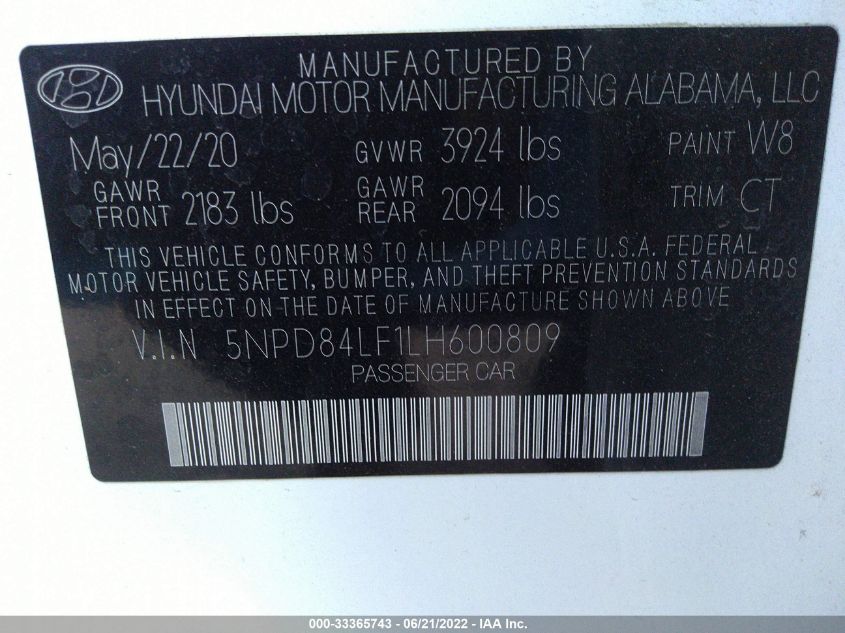 MANUFACTURED BY
HYUNDAI MOTOR MANUFACTURING ALABAMA, LLC
May/22/20 GVWR 3924 lbs PAINT W8
GAWR FRONT 2183 lbs GAWR REAR 2094 lbs TRIM CT
THIS VEHICLE CONFORMS TO ALL APPLICABLE U.S.A. FEDERAL
MOTOR VEHICLE SAFETY, BUMPER, AND THEFT PREVENTION STANDARDS
IN EFFECT ON THE DATE OF MANUFACTURE SHOWN ABOVE
V.I.N 5NPD84LF1LH600809
PASSENGER CAR
000-33365743 - 06/21/2022 - IAA Inc.